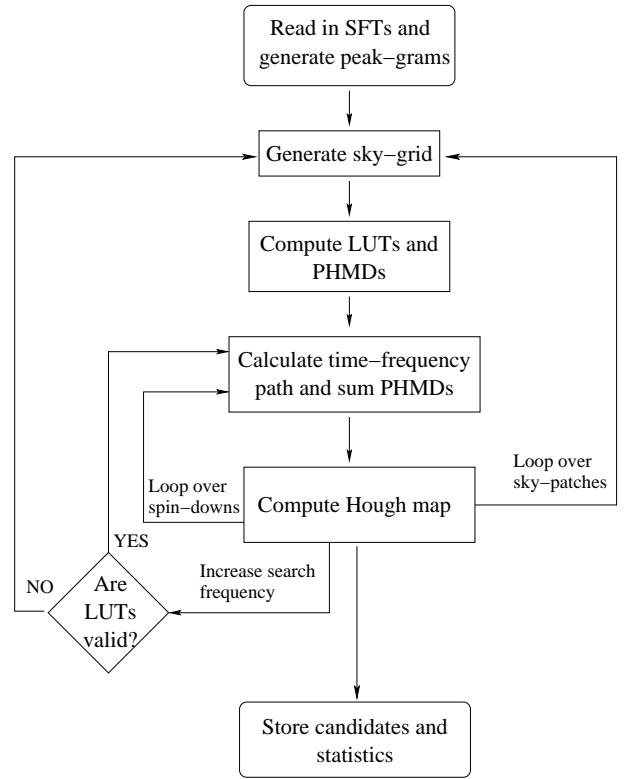 Read in SFTs and
generate peak−grams
Generate sky−grid
Compute LUTs and
PHMDs
Calculate time−frequency
path and sum PHMDs
Loop over
sky−patches
Loop over
spin−downs
Compute Hough map
YES
NO
Are
LUTs
valid?
Increase search
frequency
Store candidates and
statistics